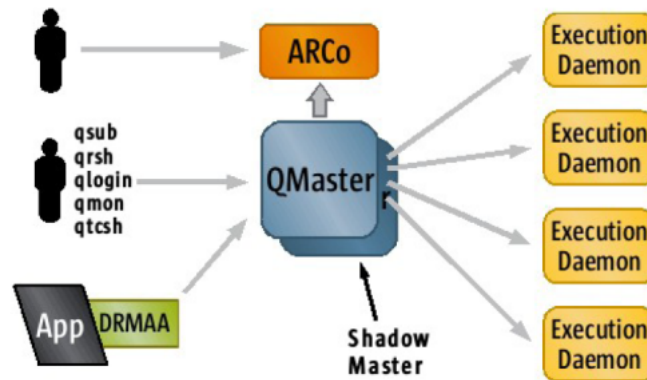 ARCo
Execution
Daemon
qsub
qrsh
qlogin
qmon
qtcsh
QMaster
r
Execution
Daemon
Execution
Daemon
App
DRMAA
Shadow
Master
Execution
Daemon